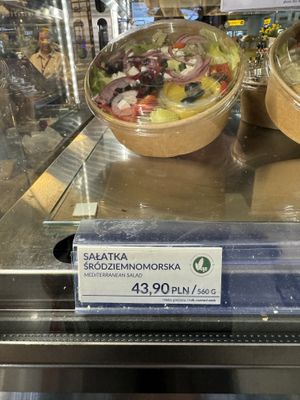 SAŁATKA
ŚRÓDZIEMNOMORSKA
MEDITERRANEAN SALAD
43,90 PLN / 560 G